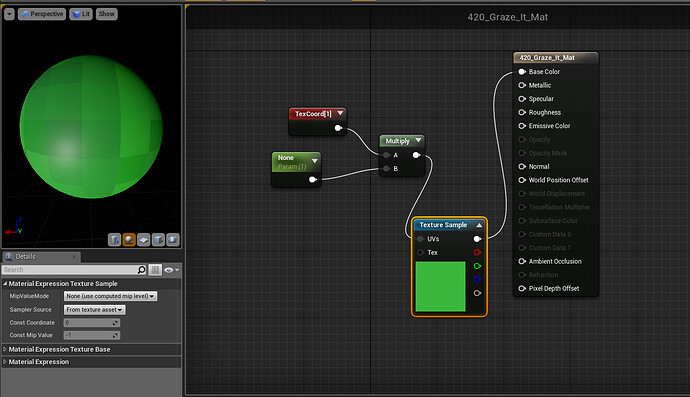 Perspective
Lit
Show
420_Graze_It_Mat
TexCoord[1]
None
Param (1)
Multiply
A
B
Texture Sample
UVs
Tex
420_Graze_It_Mat
Base Color
Metallic
Specular
Roughness
Emissive Color
Opacity
Opacity Mask
Normal
World Position Offset
World Displacement
Tessellation Multiplier
Subsurface Color
Custom Data 0
Custom Data 1
Ambient Occlusion
Refraction
Pixel Depth Offset
Z
Y
Details
Search
Material Expression Texture Sample
MipValueMode
None (use computed mip level)
Sampler Source
From texture asset
Const Coordinate
0
Const Mip Value
-1
Material Expression Texture Base
Material Expression